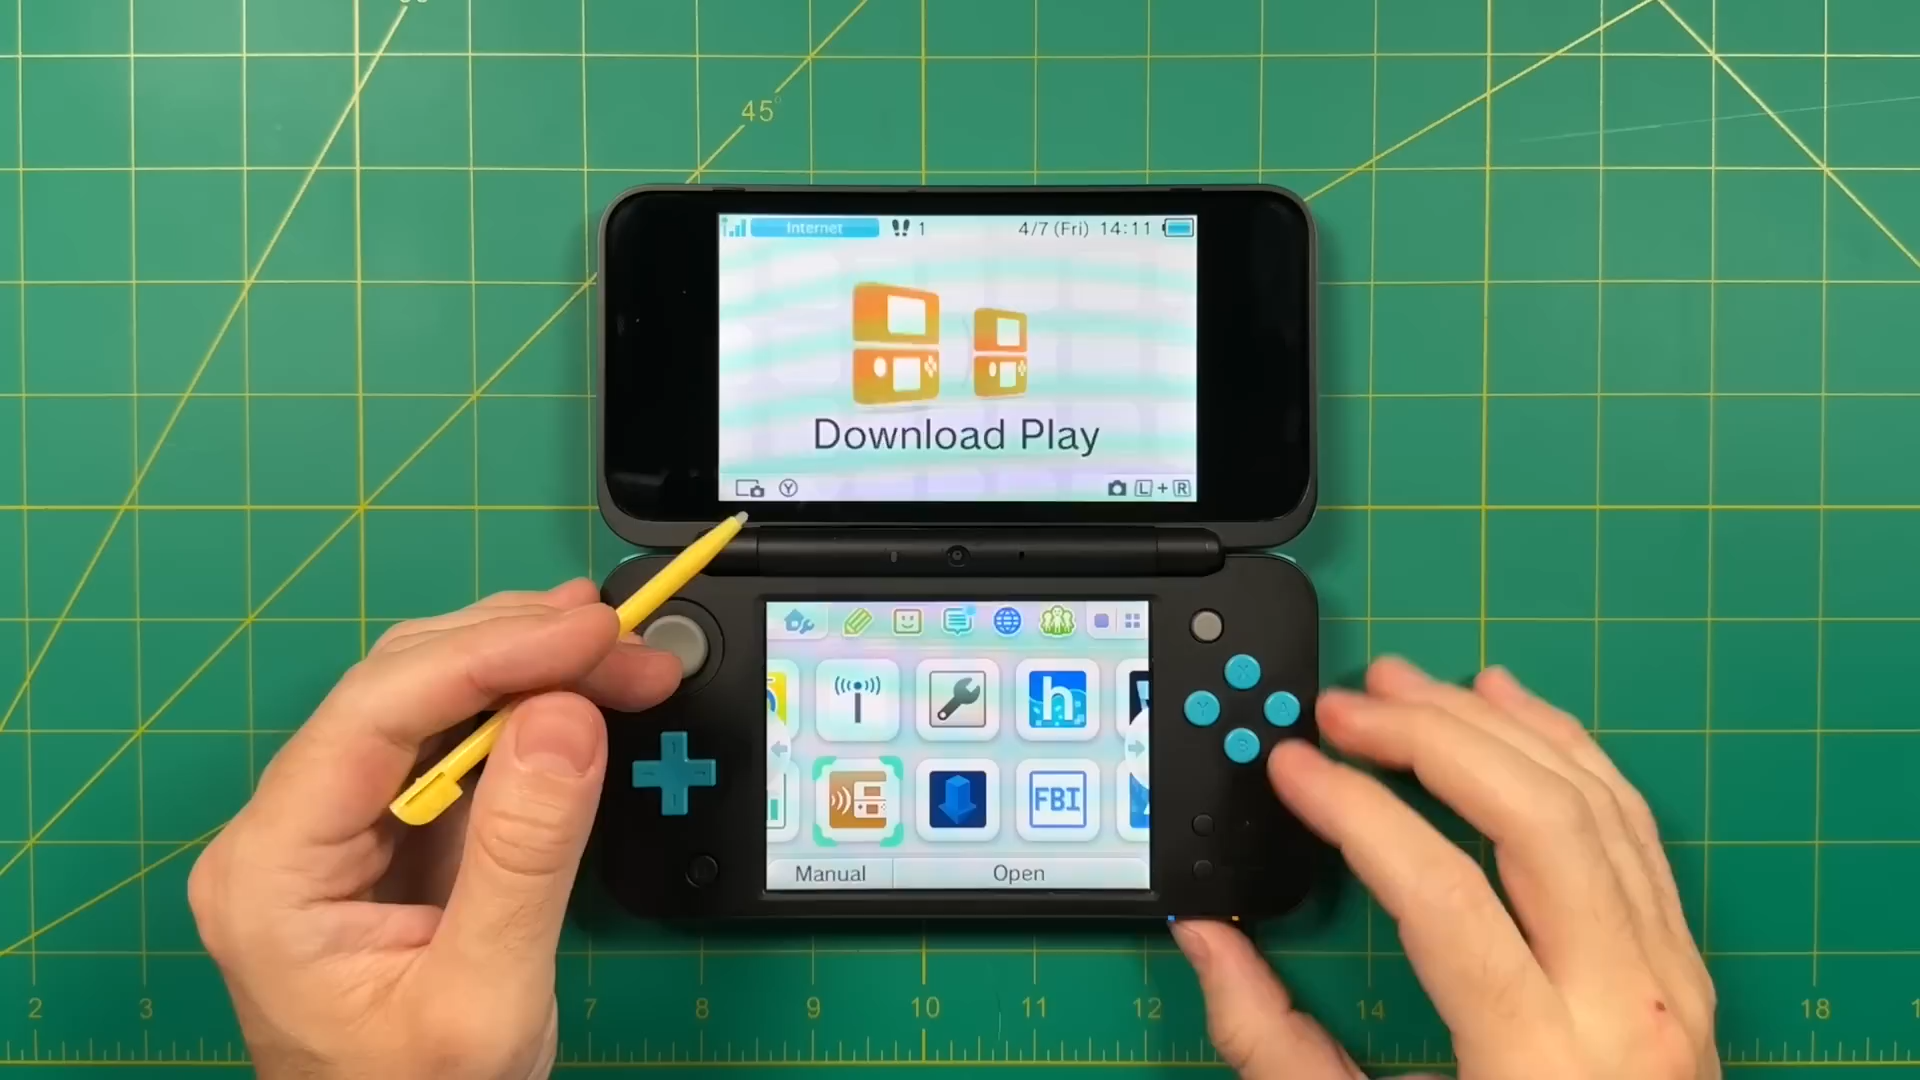 45°
Internet 1 4/7 (Fri) 14:11
Download Play
Y L + R
h
FBI
Manual Open
X
Y A
B
2 3 7 8 9 10 11 12 14 18